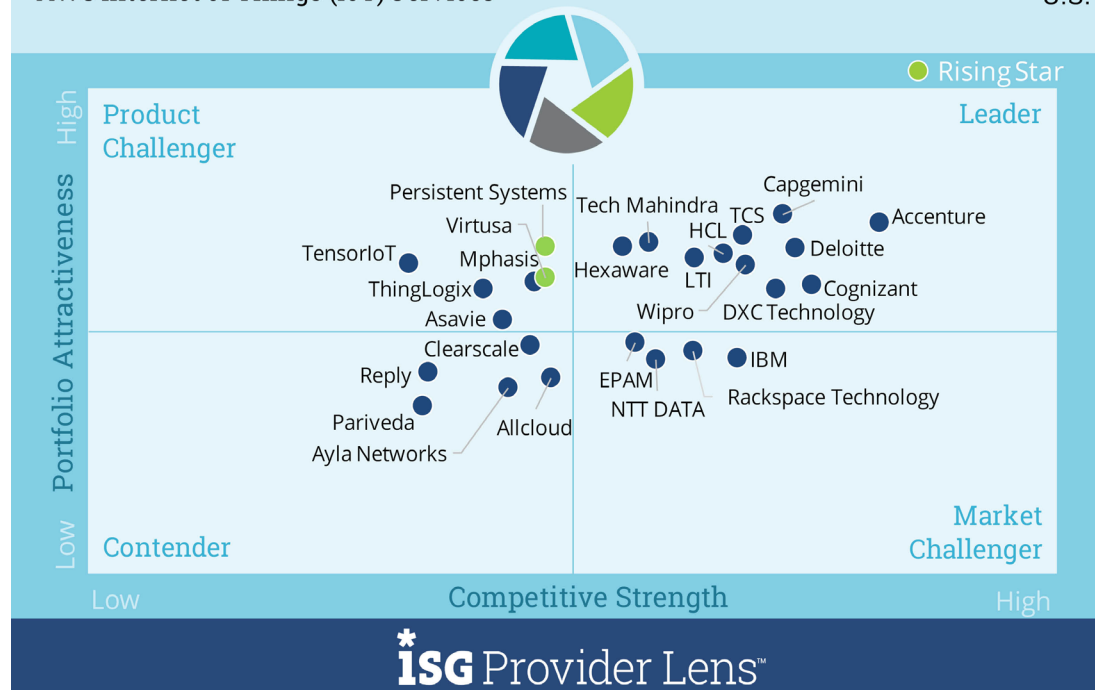 Rising Star
High
Product
Challenger
Leader
Capgemini
Persistent Systems
Tech Mahindra
TCS
Accenture
Virtusa
HCL
Deloitte
TensorIoT
Mphasis
Hexaware
LTI
ThingLogix
Cognizant
Wipro
DXC Technology
Asavie
Clearscale
IBM
Reply
EPAM
Rackspace Technology
NTT DATA
Pariveda
Allcloud
Ayla Networks
Portfolio Attractiveness
Low
Contender
Market
Challenger
Low
Competitive Strength
High
*ISG Provider Lens™